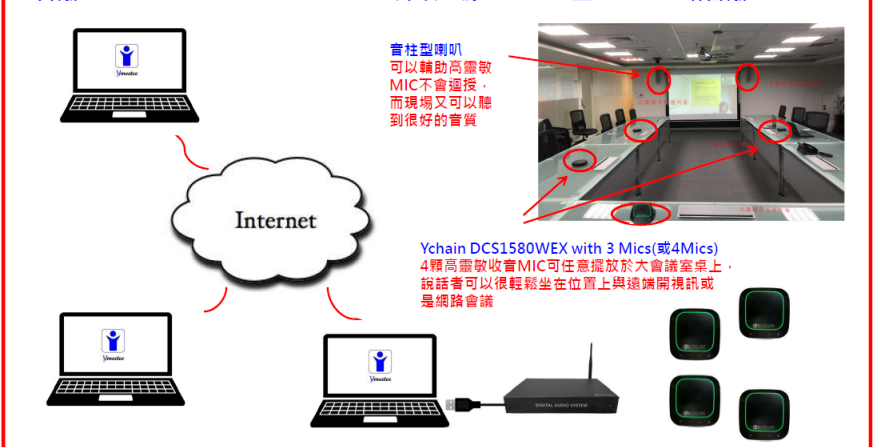 音柱型喇叭
可以輔助高靈敏
MIC不會迴授，
而現場又可以聽
到很好的音質
Ymeetec
Internet
Ychain DCS1580WEX with 3 Mics(或4Mics)
4顆高靈敏收音MIC可任意擺放於大會議室桌上，
說話者可以很輕鬆坐在位置上與遠端開視訊或
是網路會議
Ymeetec
Ymeetec
DIGITAL AUDIO SYSTEM